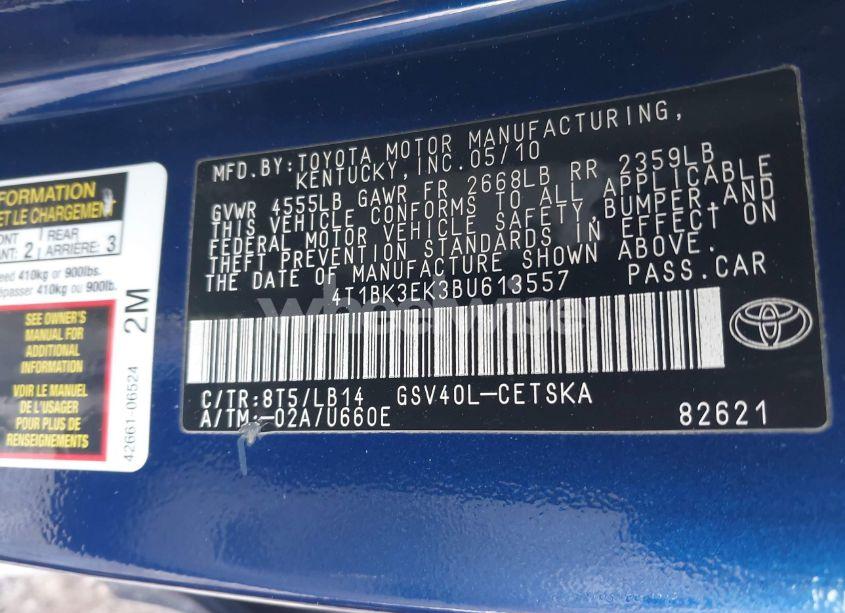 FORMATION
ET LE CHARGEMENT
REAR
2 ARRIÈRE: 3
410kg or 900lbs.
410kg ou 900lb.
SEE OWNER'S
MANUAL FOR
ADDITIONAL
INFORMATION
VOIR LE MANUEL
DE L'USAGER
POUR PLUS DE
RENSEIGNEMENTS
42661-06524
2M
MFD.BY:TOYOTA MOTOR MANUFACTURING,
KENTUCKY,INC.05/10
GVWR 4555LB GAWR FR 2668LB RR 2359LB
THIS VEHICLE CONFORMS TO ALL APPLICABLE
FEDERAL MOTOR VEHICLE SAFETY,BUMPER,AND
THEFT PREVENTION STANDARDS IN EFFECT ON
THE DATE OF MANUFACTURE SHOWN ABOVE.
4T1BK3EK3BU613557 PASS.CAR
wheelwise
C/TR:8T5/LB14 GSV40L-CETSKA
A/TM:-02A/U660E 82621